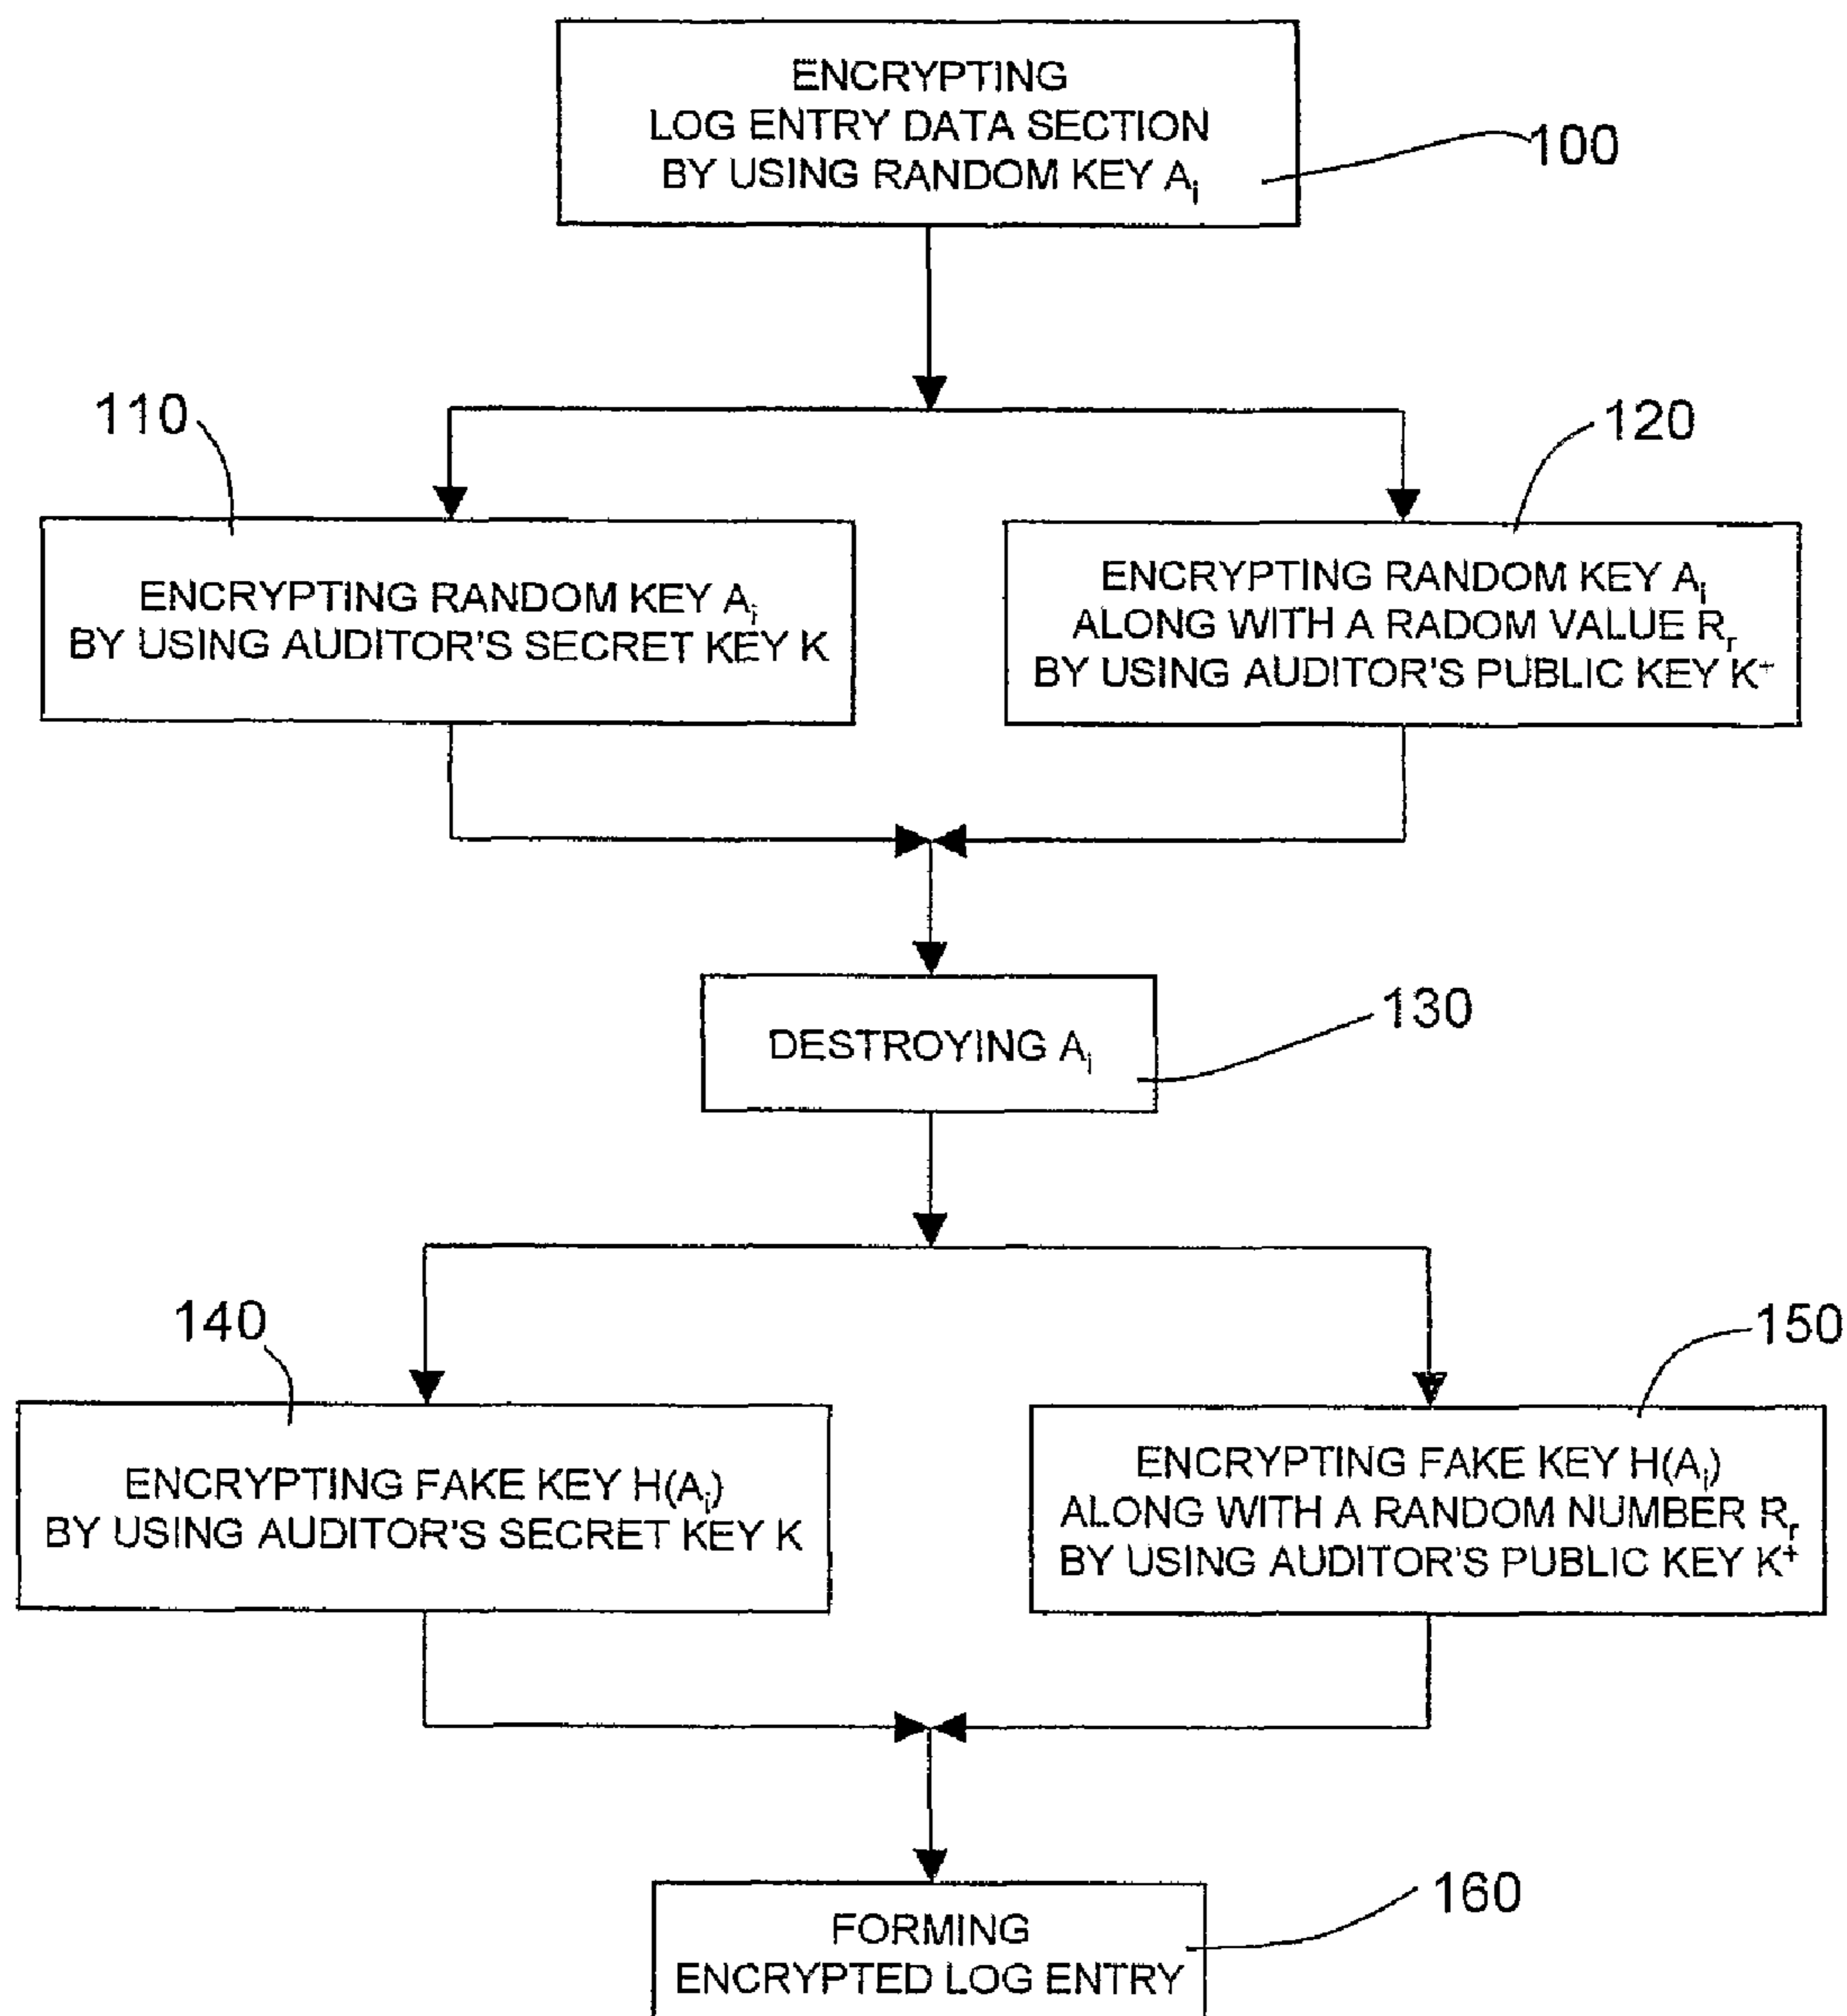 ENCRYPTING
LOG ENTRY DATA SECTION
BY USING RANDOM KEY Ai
100
110
120
ENCRYPTING RANDOM KEY Ai
BY USING AUDITOR'S SECRET KEY K
ENCRYPTING RANDOM KEY Ai
ALONG WITH A RADOM VALUE Rr
BY USING AUDITOR'S PUBLIC KEY K+
DESTROYING Ai
130
140
150
ENCRYPTING FAKE KEY H(Ai)
BY USING AUDITOR'S SECRET KEY K
ENCRYPTING FAKE KEY H(Ai)
ALONG WITH A RANDOM NUMBER Rr
BY USING AUDITOR'S PUBLIC KEY K+
160
FORMING
ENCRYPTED LOG ENTRY